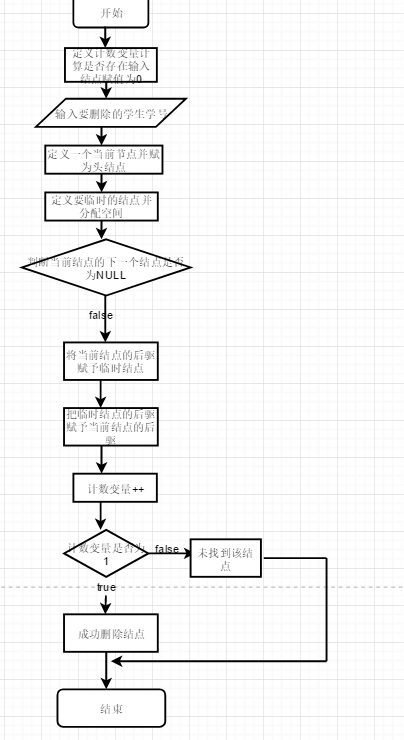 开始
定义计数变量计
算是否存在输入
结点赋值为0
输入要删除的学生学号
定义一个当前节点并赋
为头结点
定义要临时的结点并
分配空间
判断当前结点的下一个结点是否
为NULL
false
将当前结点的后驱
赋予临时结点
把临时结点的后驱
赋予当前结点的后
驱
计数变量++
计数变量是否为
1
false
未找到该结
点
true
成功删除结点
结束